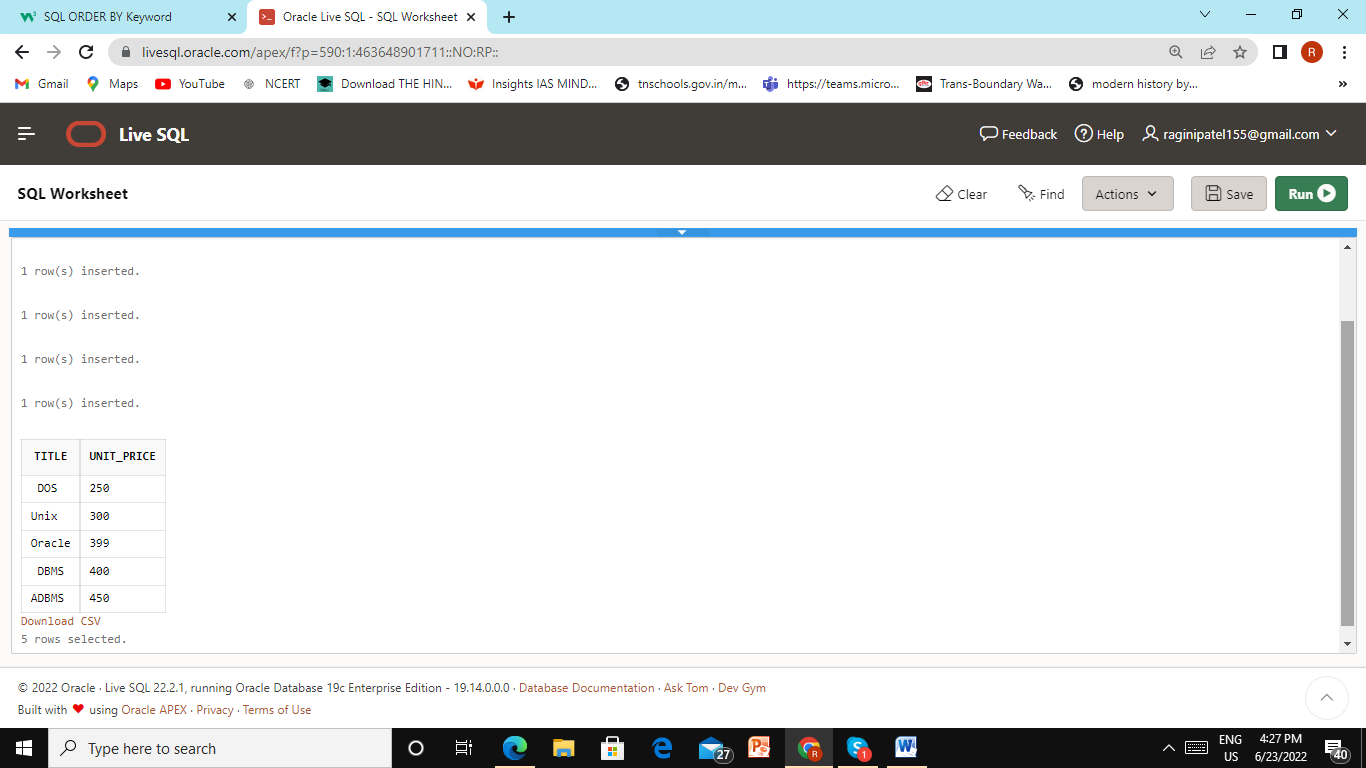 SQL ORDER BY Keyword
Oracle Live SQL - SQL Worksheet
livesql.oracle.com/apex/f?p=590:1:463648901711::NO:RP::
R
Gmail Maps YouTube NCERT Download THE HIN... Insights IAS MIND... tnschools.gov.in/m... https://teams.micro... Trans-Boundary Wa... modern history by... »
Live SQL Feedback Help raginipatel155@gmail.com
SQL Worksheet Clear Find Actions Save Run
1 row(s) inserted.
1 row(s) inserted.
1 row(s) inserted.
1 row(s) inserted.
TITLE UNIT_PRICE
DOS 250
Unix 300
Oracle 399
DBMS 400
ADBMS 450
Download CSV
5 rows selected.
© 2022 Oracle · Live SQL 22.2.1, running Oracle Database 19c Enterprise Edition - 19.14.0.0.0 · Database Documentation · Ask Tom · Dev Gym
Built with ❤ using Oracle APEX · Privacy · Terms of Use
Type here to search
27
R
1
ENG
US
4:27 PM
6/23/2022
40